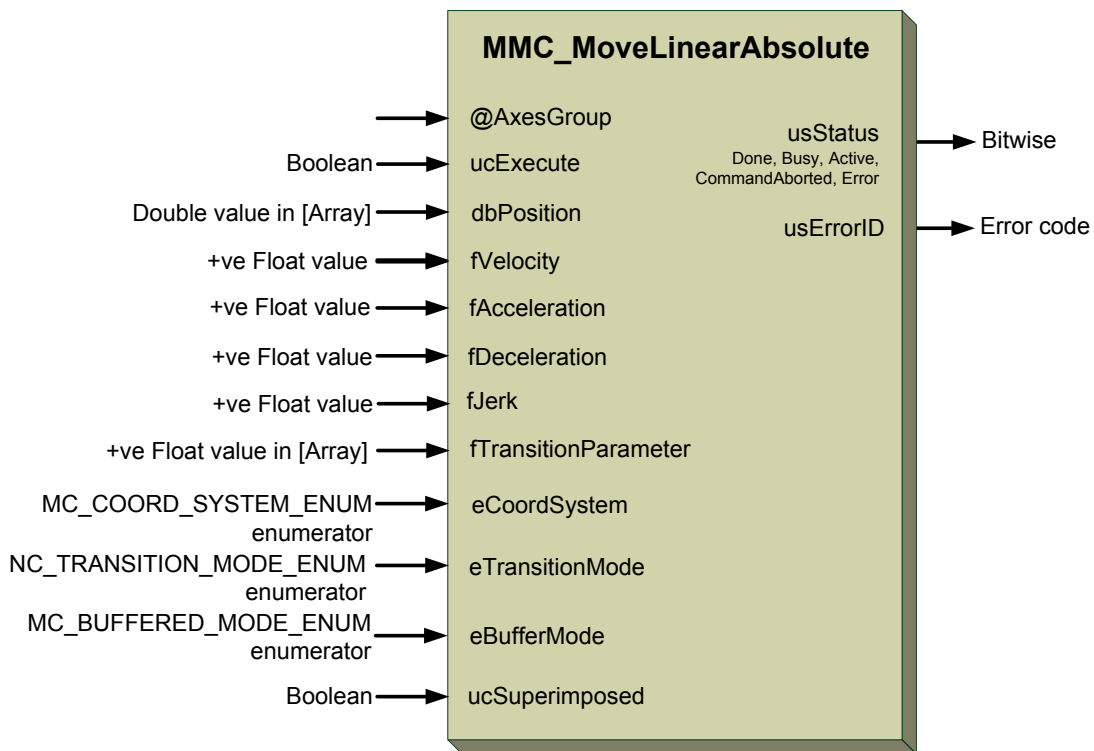 MMC_MoveLinearAbsolute
@AxesGroup
Boolean
ucExecute
Double value in [Array]
dbPosition
+ve Float value
fVelocity
+ve Float value
fAcceleration
+ve Float value
fDeceleration
+ve Float value
fJerk
+ve Float value in [Array]
fTransitionParameter
MC_COORD_SYSTEM_ENUM
enumerator
eCoordSystem
NC_TRANSITION_MODE_ENUM
enumerator
eTransitionMode
MC_BUFFERED_MODE_ENUM
enumerator
eBufferMode
Boolean
ucSuperimposed
usStatus
Done, Busy, Active,
CommandAborted, Error
Bitwise
usErrorID
Error code